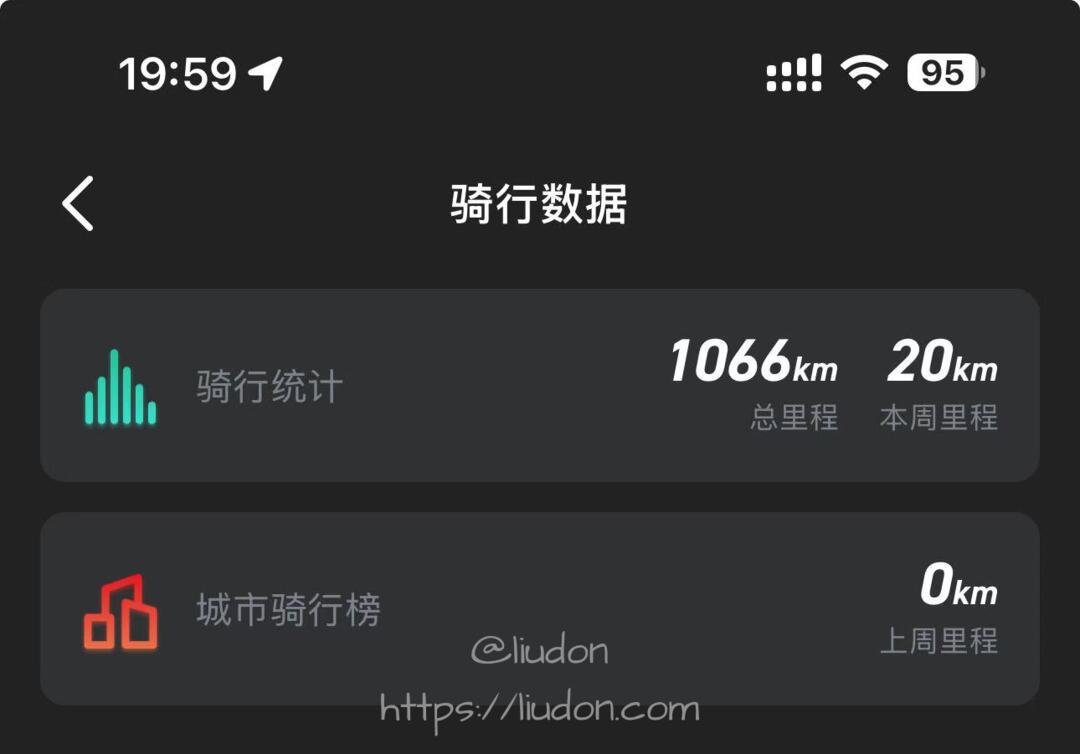 19:59
95
骑行数据
骑行统计
1066km
20km
总里程
本周里程
城市骑行榜
0km
上周里程
@liudon
https://liudon.com